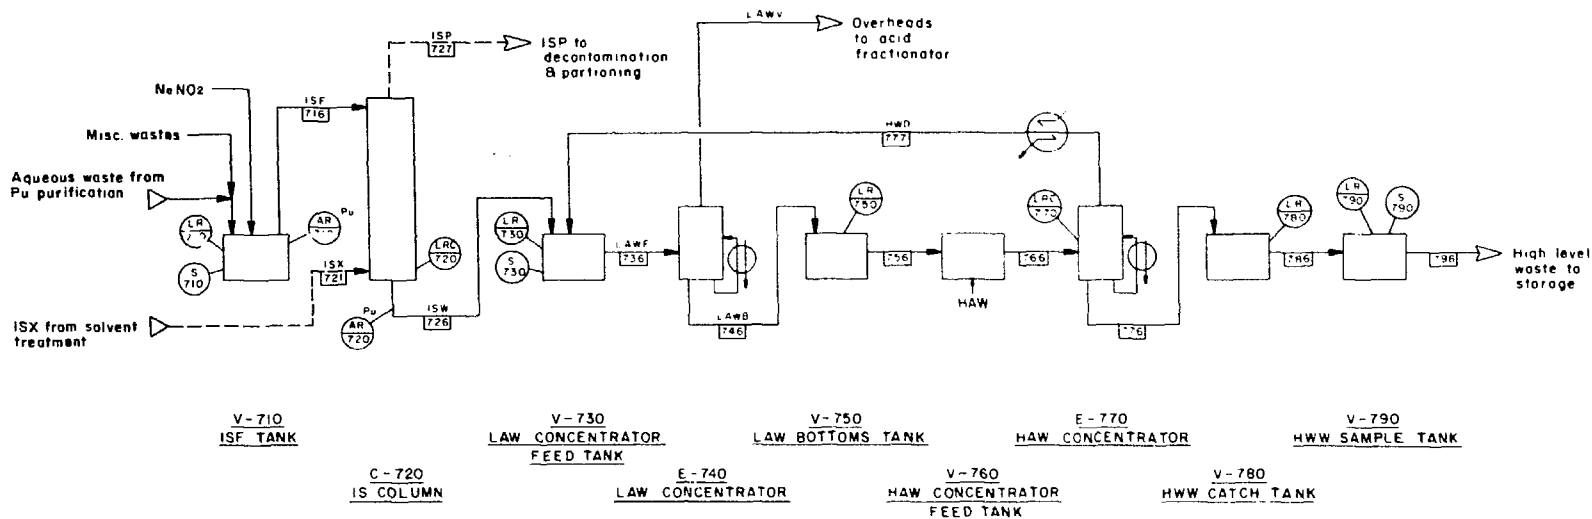 LAWV
Overheads
to acid
fractionator
ISP
727
ISP to
decontamination
& partioning
NaNO2
ISF
716
Misc. wastes
HWD
777
Aqueous waste from
Pu purification
LR
AR
Pu
S
710
ISX
721
LRC
720
ISX from solvent
treatment
Pu
AR
720
ISW
726
LR
730
S
730
LAWF
736
LAWB
746
LR
750
756
HAW
766
LRC
770
776
LR
780
786
LR
790
S
790
796
High level
waste to
storage
V-710
ISF TANK
V-730
LAW CONCENTRATOR
FEED TANK
V-750
LAW BOTTOMS TANK
E-770
HAW CONCENTRATOR
V-790
HWW SAMPLE TANK
C-720
IS COLUMN
E-740
LAW CONCENTRATOR
V-760
HAW CONCENTRATOR
FEED TANK
V-780
HWW CATCH TANK